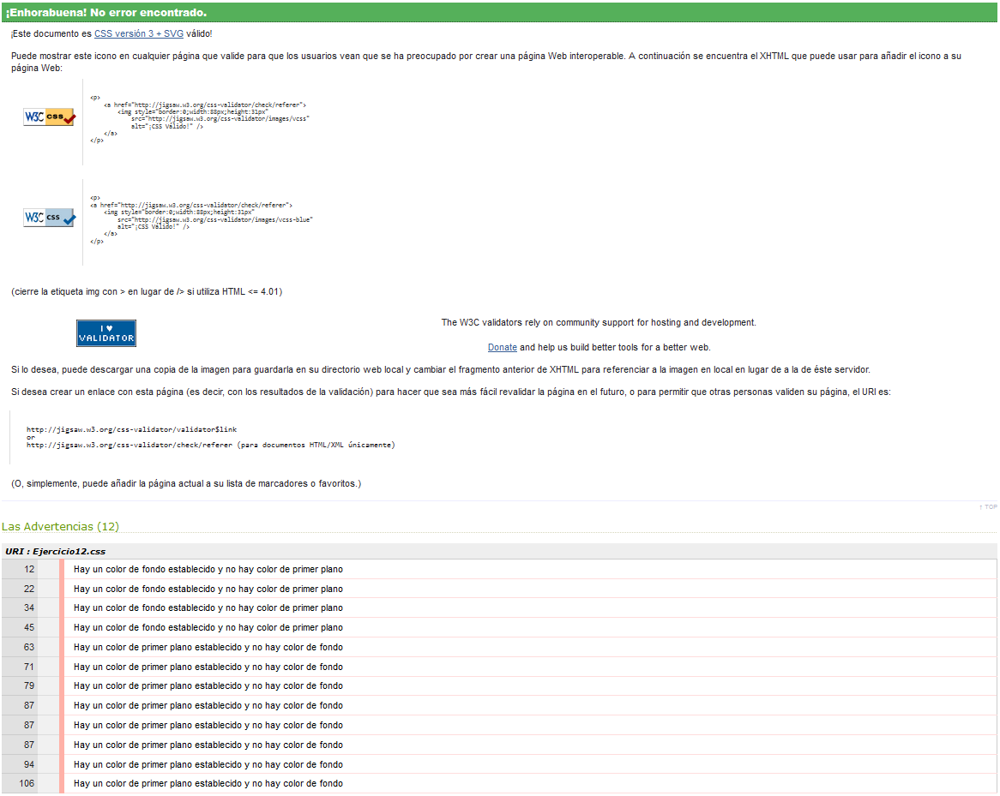 ¡Enhorabuena! No error encontrado.
¡Este documento es CSS versión 3 + SVG válido!
Puede mostrar este icono en cualquier página que valide para que los usuarios vean que se ha preocupado por crear una página Web interoperable. A continuación se encuentra el XHTML que puede usar para añadir el icono a su
página Web:
W3C css
<p>
<a href="http://jigsaw.w3.org/css-validator/check/referer">
<img style="border:0;width:88px;height:31px"
src="http://jigsaw.w3.org/css-validator/images/vcss"
alt="¡CSS Válido!" />
</a>
</p>
W3C css
<p>
<a href="http://jigsaw.w3.org/css-validator/check/referer">
<img style="border:0;width:88px;height:31px"
src="http://jigsaw.w3.org/css-validator/images/vcss-blue"
alt="¡CSS Válido!" />
</a>
</p>
(cierre la etiqueta img con > en lugar de /> si utiliza HTML <= 4.01)
I ♥
VALIDATOR
The W3C validators rely on community support for hosting and development.
Donate and help us build better tools for a better web.
Si lo desea, puede descargar una copia de la imagen para guardarla en su directorio web local y cambiar el fragmento anterior de XHTML para referenciar a la imagen en local en lugar de a la de éste servidor.
Si desea crear un enlace con esta página (es decir, con los resultados de la validación) para hacer que sea más fácil revalidar la página en el futuro, o para permitir que otras personas validen su página, el URI es:
http://jigsaw.w3.org/css-validator/validator$link
or
http://jigsaw.w3.org/css-validator/check/referer (para documentos HTML/XML únicamente)
(O, simplemente, puede añadir la página actual a su lista de marcadores o favoritos.)
↑ TOP
Las Advertencias (12)
URI : Ejercicio12.css
12 Hay un color de fondo establecido y no hay color de primer plano
22 Hay un color de fondo establecido y no hay color de primer plano
34 Hay un color de fondo establecido y no hay color de primer plano
45 Hay un color de fondo establecido y no hay color de primer plano
63 Hay un color de primer plano establecido y no hay color de fondo
71 Hay un color de primer plano establecido y no hay color de fondo
79 Hay un color de primer plano establecido y no hay color de fondo
87 Hay un color de primer plano establecido y no hay color de fondo
87 Hay un color de primer plano establecido y no hay color de fondo
87 Hay un color de primer plano establecido y no hay color de fondo
94 Hay un color de primer plano establecido y no hay color de fondo
106 Hay un color de primer plano establecido y no hay color de fondo